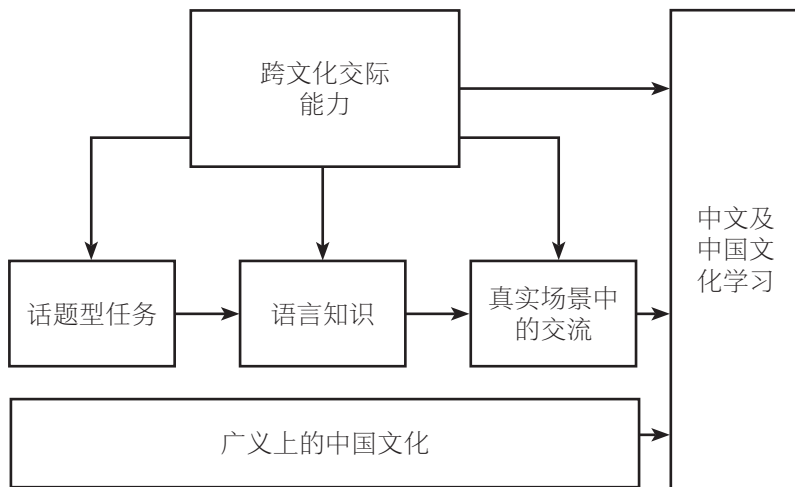 跨文化交际
能力
中文及
中国文
化学习
话题型任务
语言知识
真实场景中
的交流
广义上的中国文化